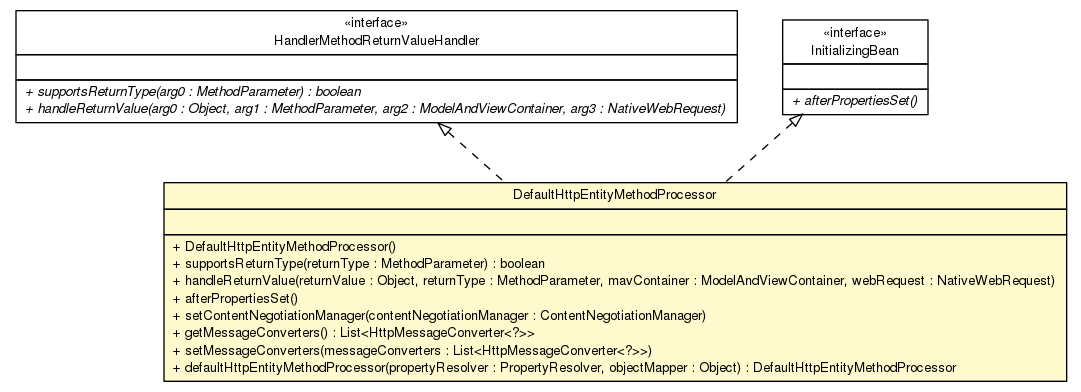 «interface»
HandlerMethodReturnValueHandler
+ supportsReturnType(arg0 : MethodParameter) : boolean
+ handleReturnValue(arg0 : Object, arg1 : MethodParameter, arg2 : ModelAndViewContainer, arg3 : NativeWebRequest)
«interface»
InitializingBean
+ afterPropertiesSet()
DefaultHttpEntityMethodProcessor
+ DefaultHttpEntityMethodProcessor()
+ supportsReturnType(returnType : MethodParameter) : boolean
+ handleReturnValue(returnValue : Object, returnType : MethodParameter, mavContainer : ModelAndViewContainer, webRequest : NativeWebRequest)
+ afterPropertiesSet()
+ setContentNegotiationManager(contentNegotiationManager : ContentNegotiationManager)
+ getMessageConverters() : List<HttpMessageConverter<?>>
+ setMessageConverters(messageConverters : List<HttpMessageConverter<?>>)
+ defaultHttpEntityMethodProcessor(propertyResolver : PropertyResolver, objectMapper : Object) : DefaultHttpEntityMethodProcessor